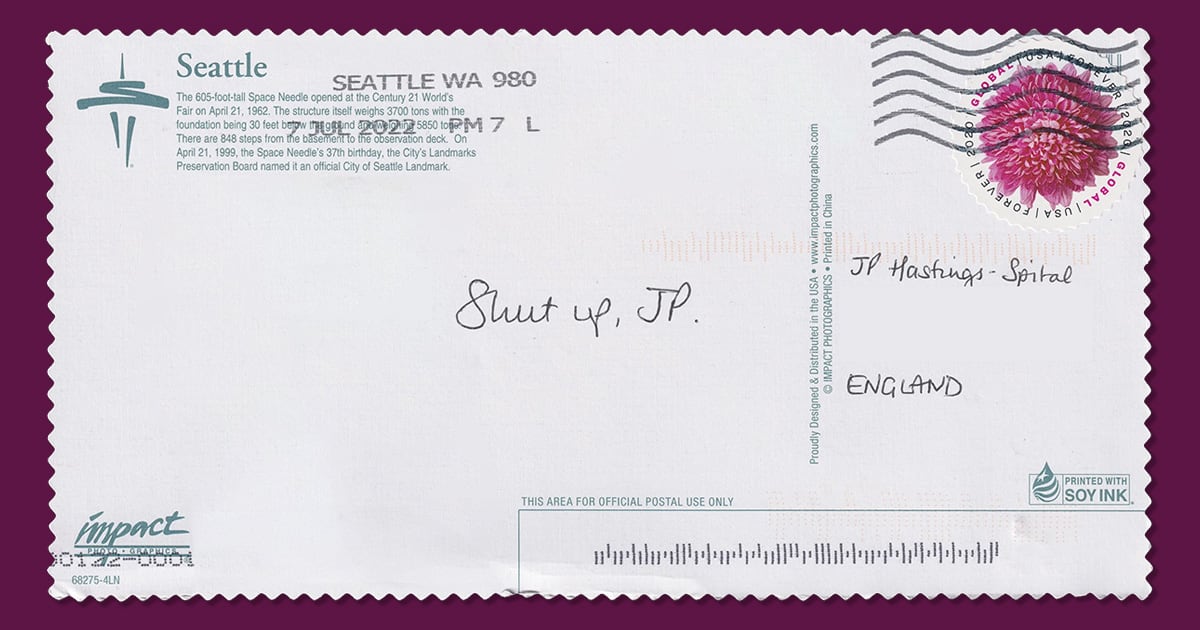 Seattle
SEATTLE WA 980
7 JUL 2022 PM 7 L
The 605-foot-tall Space Needle opened at the Century 21 World's
Fair on April 21, 1962. The structure itself weighs 3700 tons with the
foundation being 30 feet below the ground and weighing 5850 tons.
There are 848 steps from the basement to the observation deck. On
April 21, 1999, the Space Needle's 37th birthday, the City's Landmarks
Preservation Board named it an official City of Seattle Landmark.
GLOBAL | USA | FOREVER | 2020 | GLOBAL | USA | FOREVER | 2020 |
Shut up, JP.
Proudly Designed & Distributed in the USA • www.impactphotographics.com
© IMPACT PHOTOGRAPHICS • Printed in China
JP Hastings-Spital
ENGLAND
PRINTED WITH
SOY INK
THIS AREA FOR OFFICIAL POSTAL USE ONLY
impact
PHOTO • GRAPHICS
68275-4LN